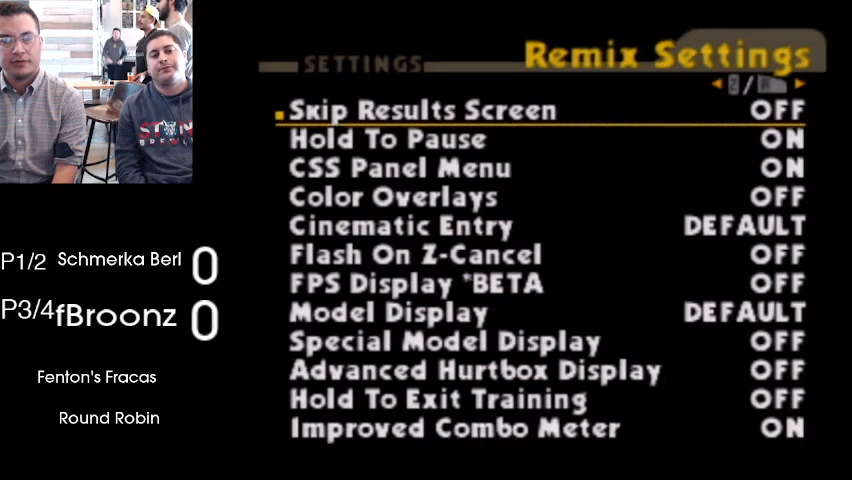 SETTINGS
Remix Settings
Skip Results Screen OFF
Hold To Pause ON
CSS Panel Menu ON
Color Overlays OFF
Cinematic Entry DEFAULT
Flash On Z-Cancel OFF
FPS Display *BETA OFF
Model Display DEFAULT
Special Model Display OFF
Advanced Hurtbox Display OFF
Hold To Exit Training OFF
Improved Combo Meter ON
P1/2 Schmerka Berl 0
P3/4 fBroonz 0
Fenton's Fracas
Round Robin